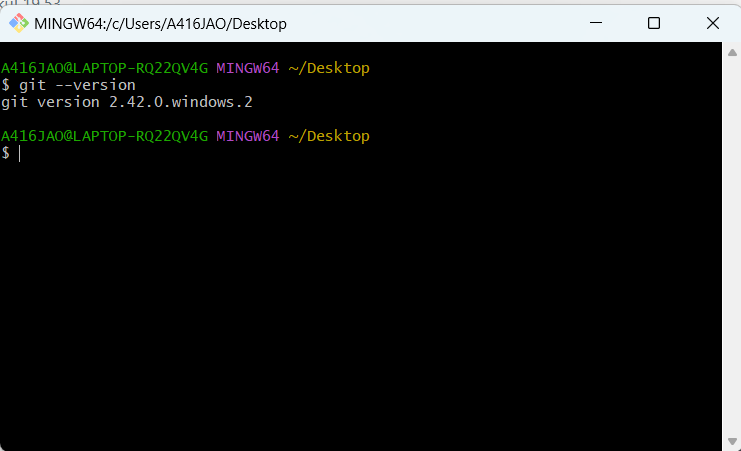 MINGW64:/c/Users/A416JAO/Desktop
A416JAO@LAPTOP-RQ22QV4G MINGW64 ~/Desktop
$ git --version
git version 2.42.0.windows.2
A416JAO@LAPTOP-RQ22QV4G MINGW64 ~/Desktop
$